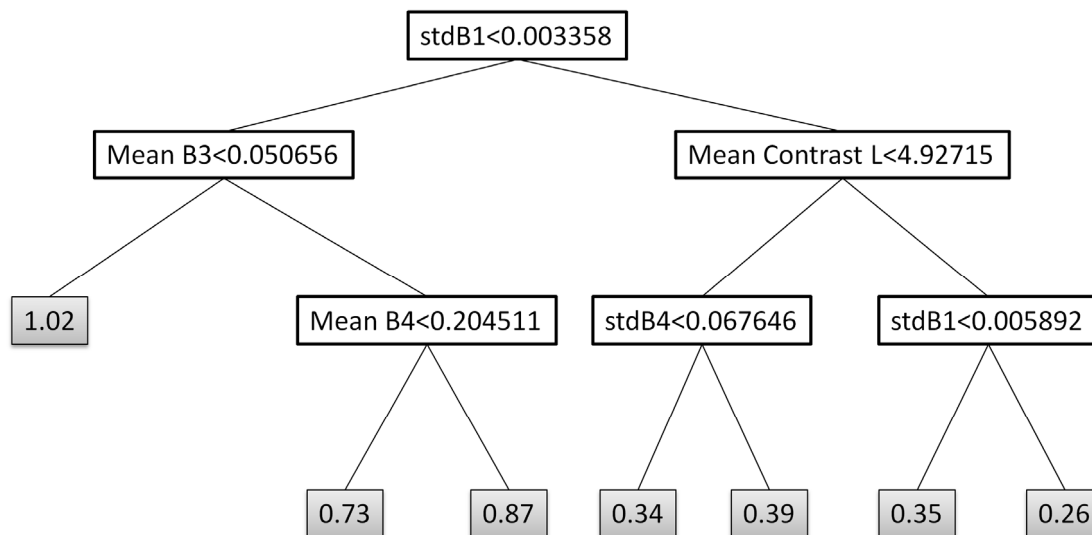 stdB1<0.003358
Mean B3<0.050656
Mean Contrast L<4.92715
1.02
Mean B4<0.204511
stdB4<0.067646
stdB1<0.005892
0.73
0.87
0.34
0.39
0.35
0.26